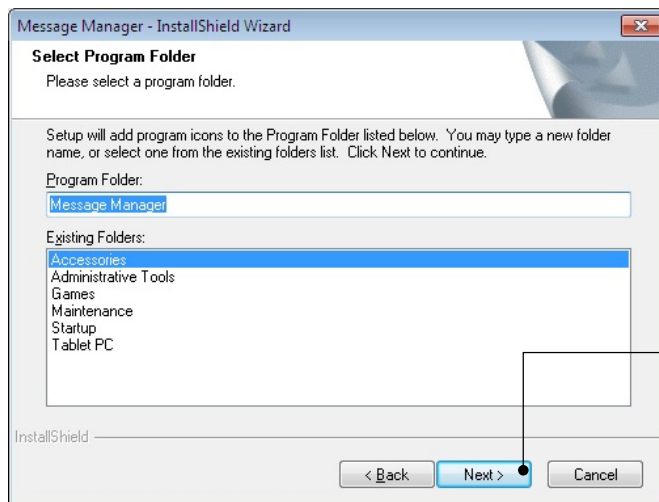 Message Manager - InstallShield Wizard
Select Program Folder
Please select a program folder.
Setup will add program icons to the Program Folder listed below. You may type a new folder
name, or select one from the existing folders list. Click Next to continue.
Program Folder:
Message Manager
Existing Folders:
Accessories
Administrative Tools
Games
Maintenance
Startup
Tablet PC
InstallShield
< Back
Next >
Cancel